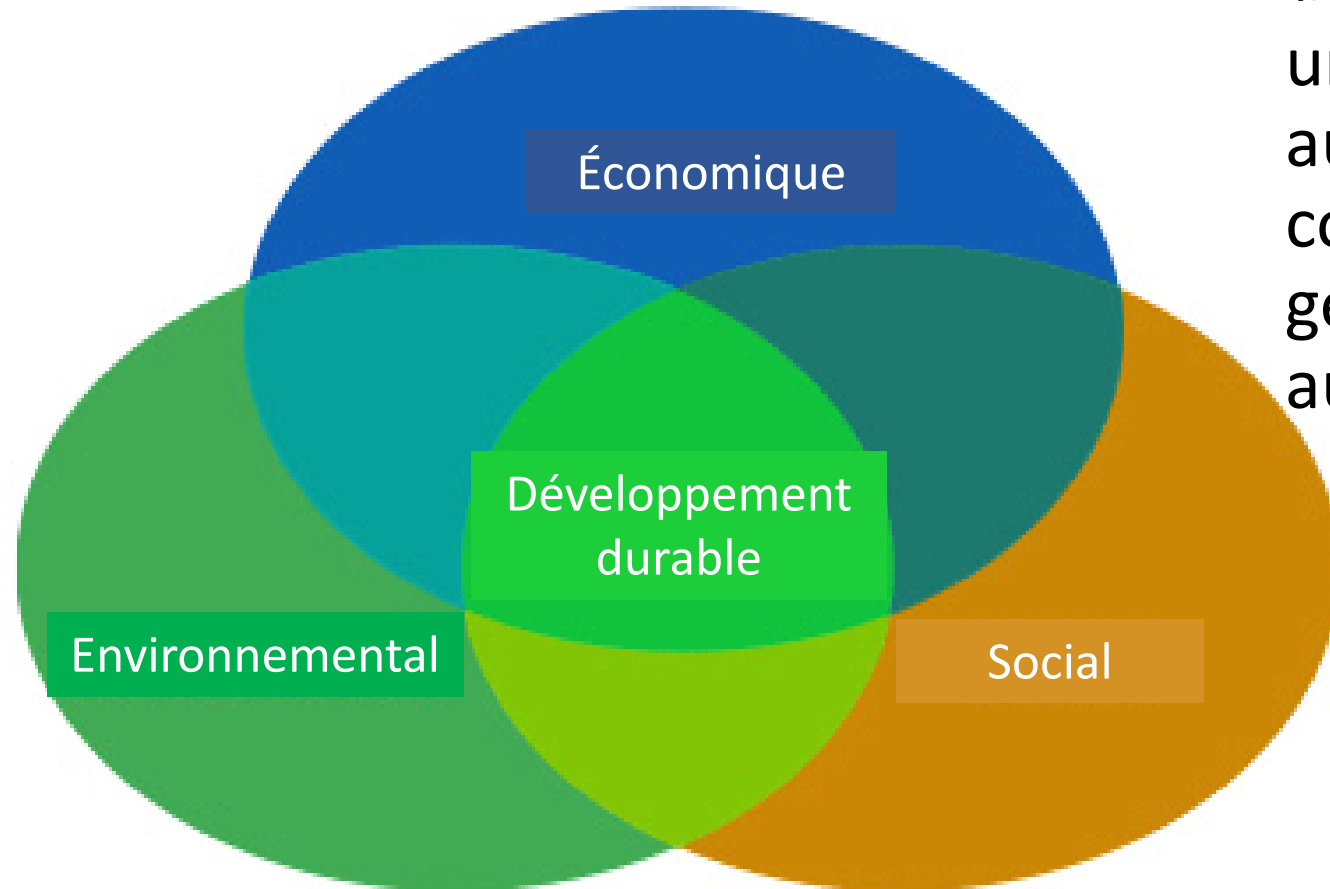 Économique
Développement
durable
Environnemental
Social